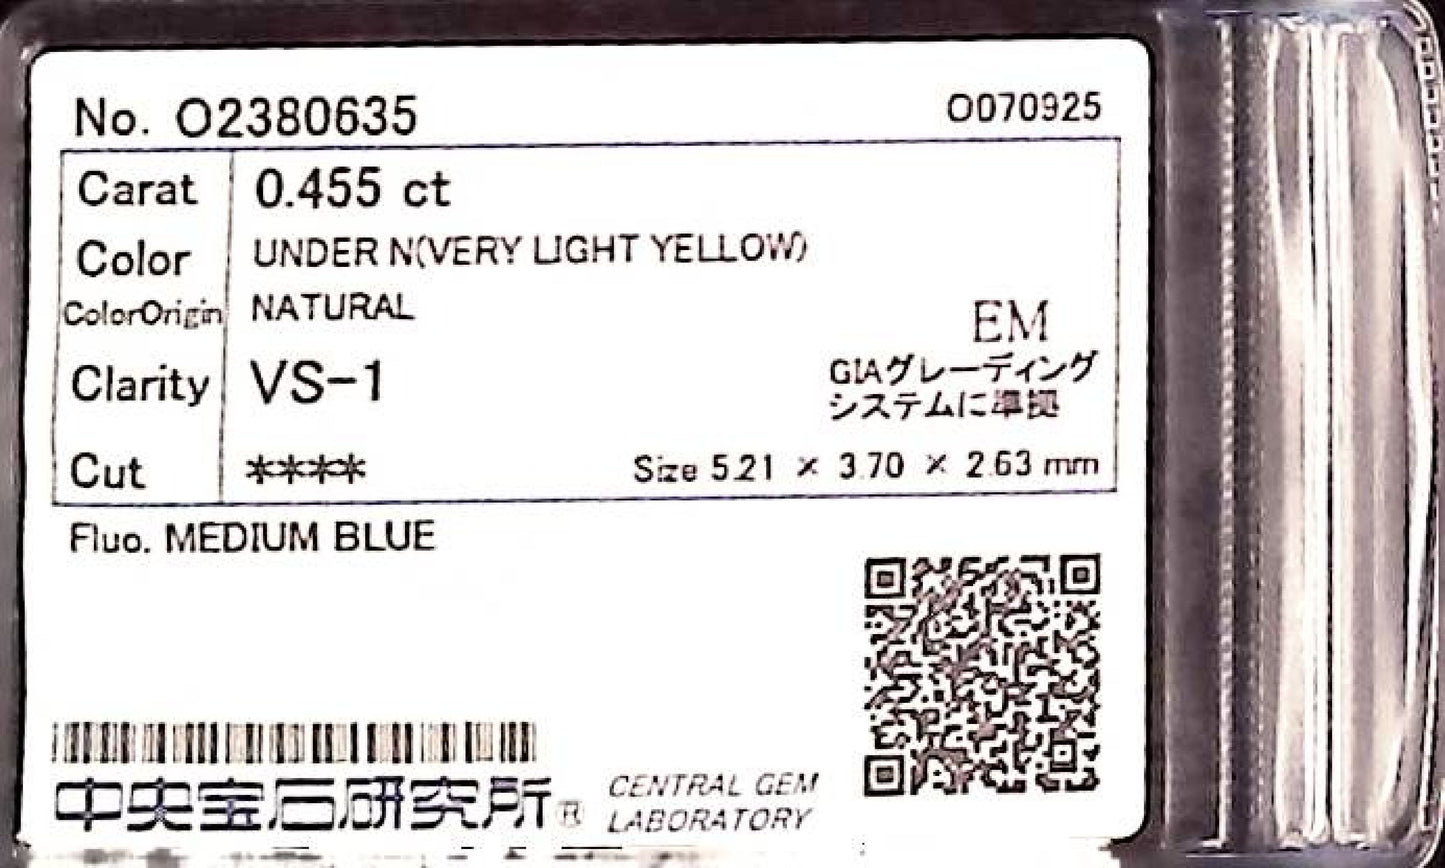 No. O2380635
O070925
Carat 0.455 ct
Color UNDER N(VERY LIGHT YELLOW)
ColorOrigin NATURAL
EM
Clarity VS-1
GIAグレーディング
システムに準拠
Cut ****
Size 5.21 × 3.70 × 2.63 mm
Fluo. MEDIUM BLUE
中央宝石研究所®
CENTRAL GEM
LABORATORY